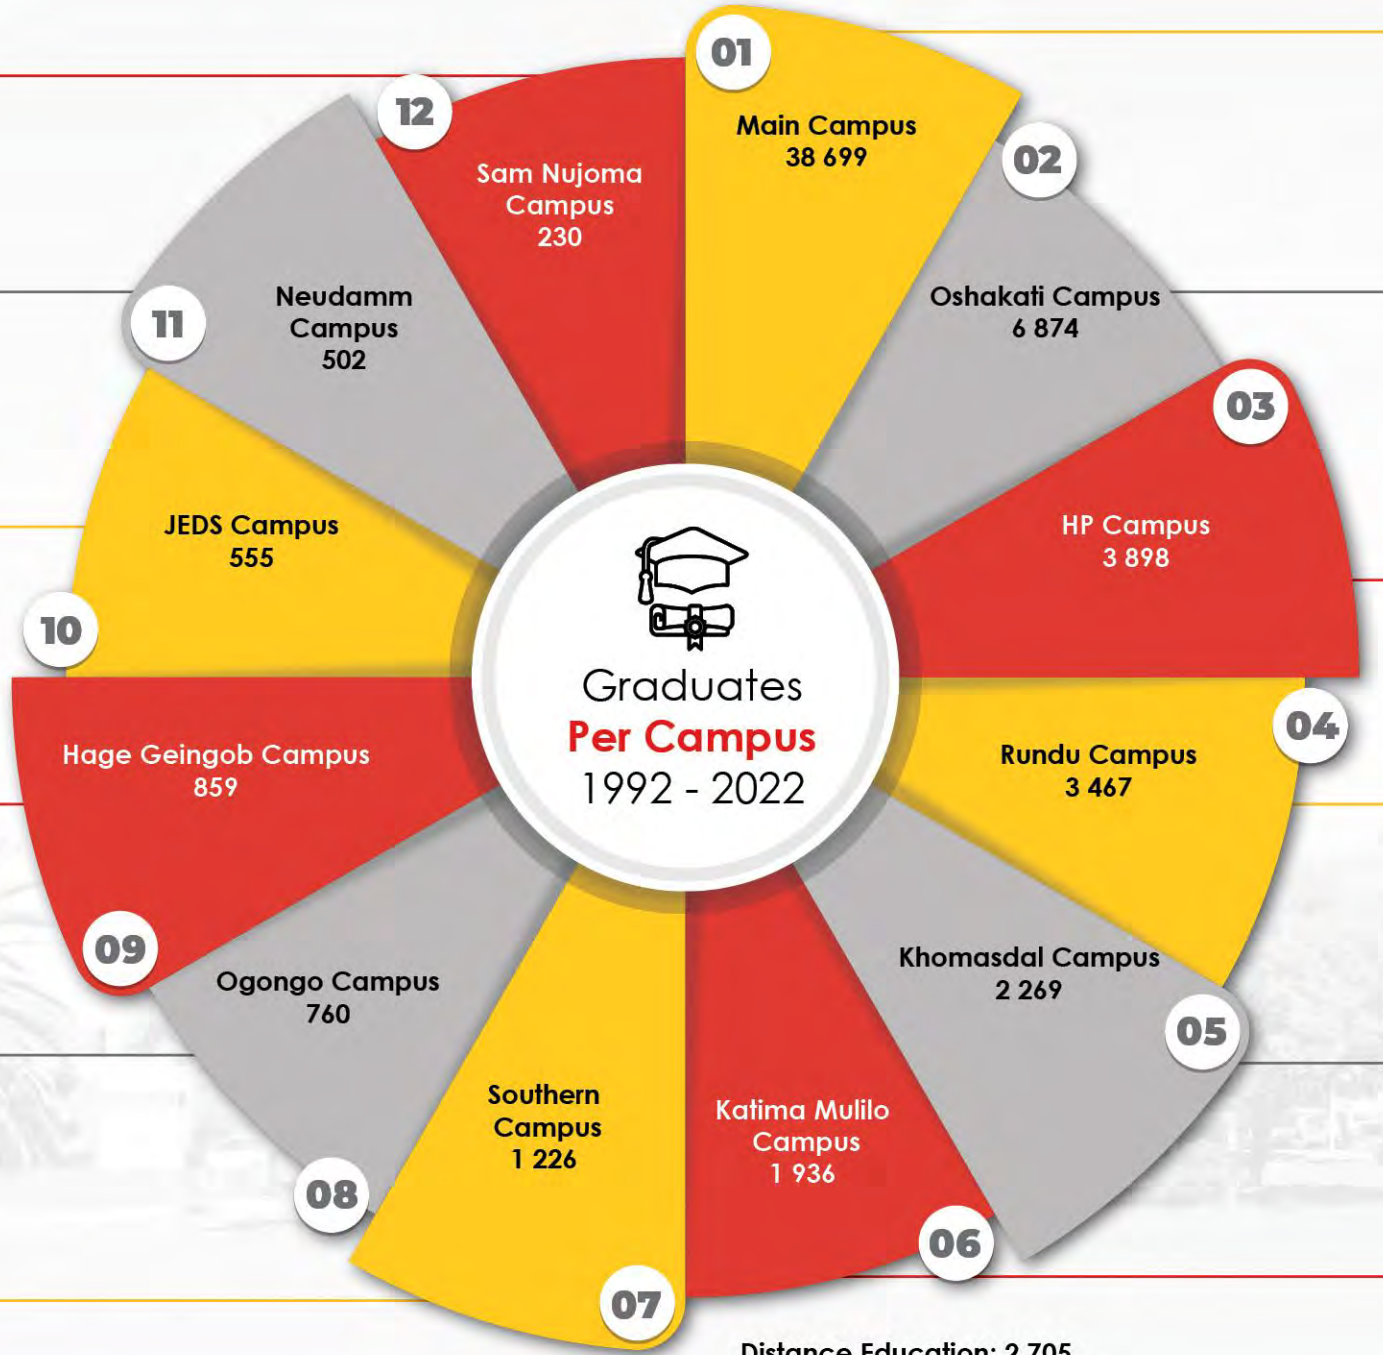 01
Main Campus
38 699
02
Oshakati Campus
6 874
03
HP Campus
3 898
04
Rundu Campus
3 467
05
Khomasdal Campus
2 269
06
Katima Mulilo
Campus
1 936
07
Southern
Campus
1 226
08
Ogongo Campus
760
09
Hage Geingob Campus
859
10
JEDS Campus
555
11
Neudamm
Campus
502
12
Sam Nujoma
Campus
230
Graduates
Per Campus
1992 - 2022
Distance Education: 2 705